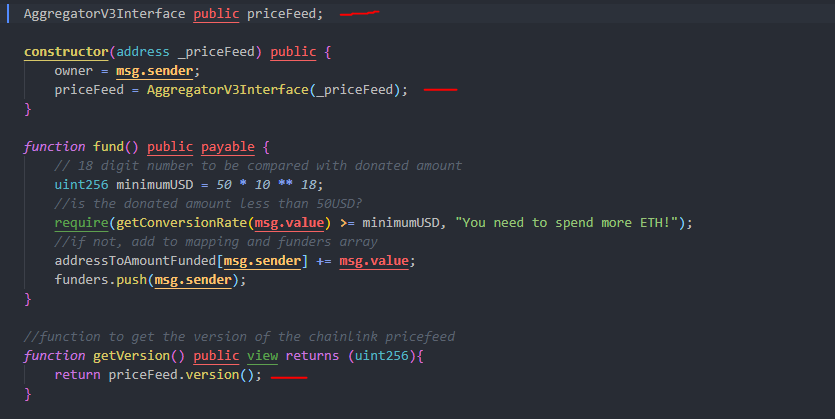 AggregatorV3Interface public priceFeed;
constructor(address _priceFeed) public {
owner = msg.sender;
priceFeed = AggregatorV3Interface(_priceFeed);
}
function fund() public payable {
// 18 digit number to be compared with donated amount
uint256 minimumUSD = 50 * 10 ** 18;
//is the donated amount less than 50USD?
require(getConversionRate(msg.value) >= minimumUSD, "You need to spend more ETH!");
//if not, add to mapping and funders array
addressToAmountFunded[msg.sender] += msg.value;
funders.push(msg.sender);
}
//function to get the version of the chainlink pricefeed
function getVersion() public view returns (uint256){
return priceFeed.version();
}